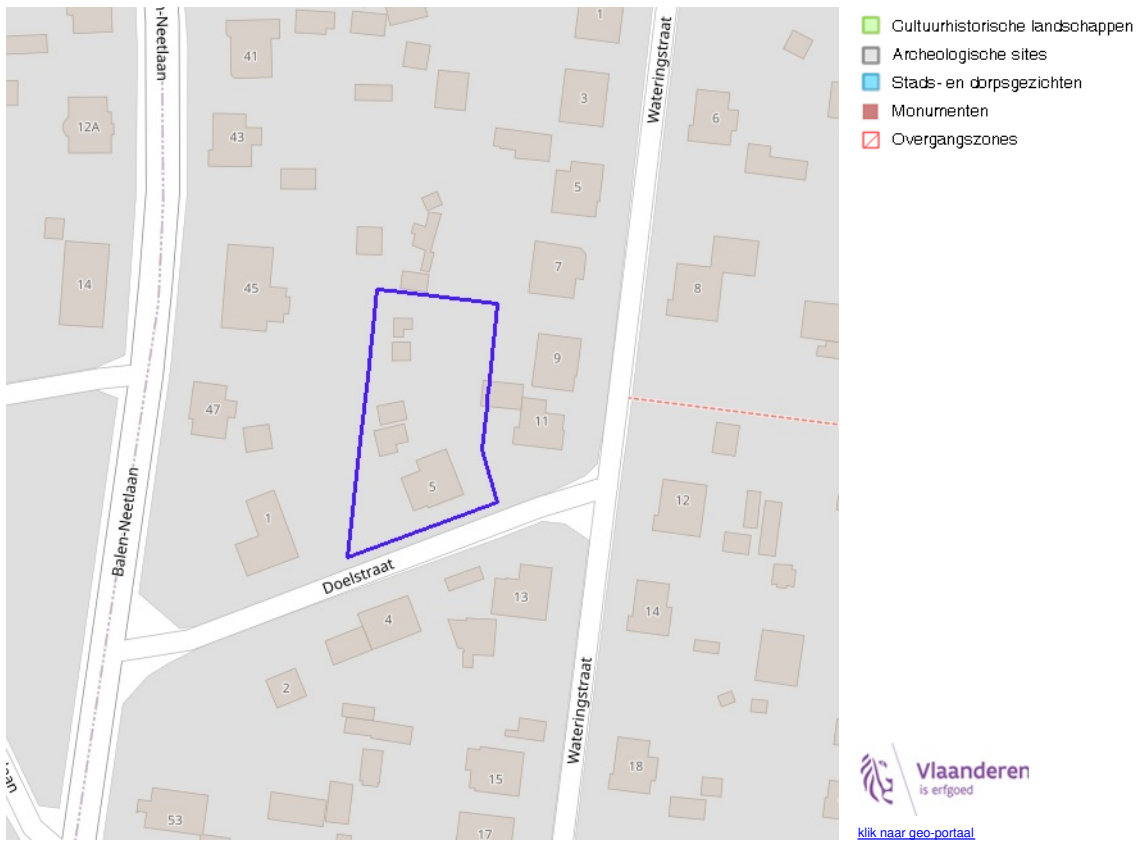 n-Neetlaan
41
12A
43
14
45
47
Balen-Neetlaan
1
Wateringstraat
3
5
7
9
11
5
1
6
8
Doelstraat
4
2
13
12
14
Wateringstraat
15
17
18
53
laan
Cultuurhistorische landschappen
Archeologische sites
Stads- en dorpsgezichten
Monumenten
Overgangszones
Vlaanderen
is erfgoed
klik naar geo-portaal